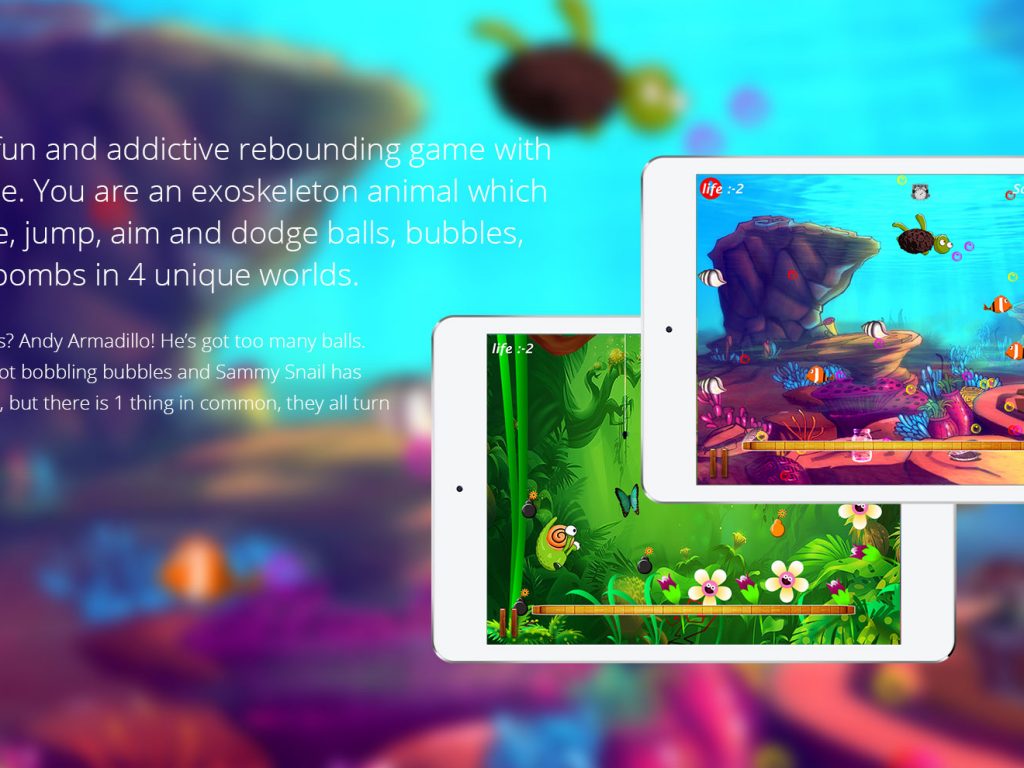 fun and addictive rebounding game with
e. You are an exoskeleton animal which
e, jump, aim and dodge balls, bubbles,
bombs in 4 unique worlds.
s? Andy Armadillo! He's got too many balls.
ot bobbling bubbles and Sammy Snail has
, but there is 1 thing in common, they all turn
life :-2
life :-2